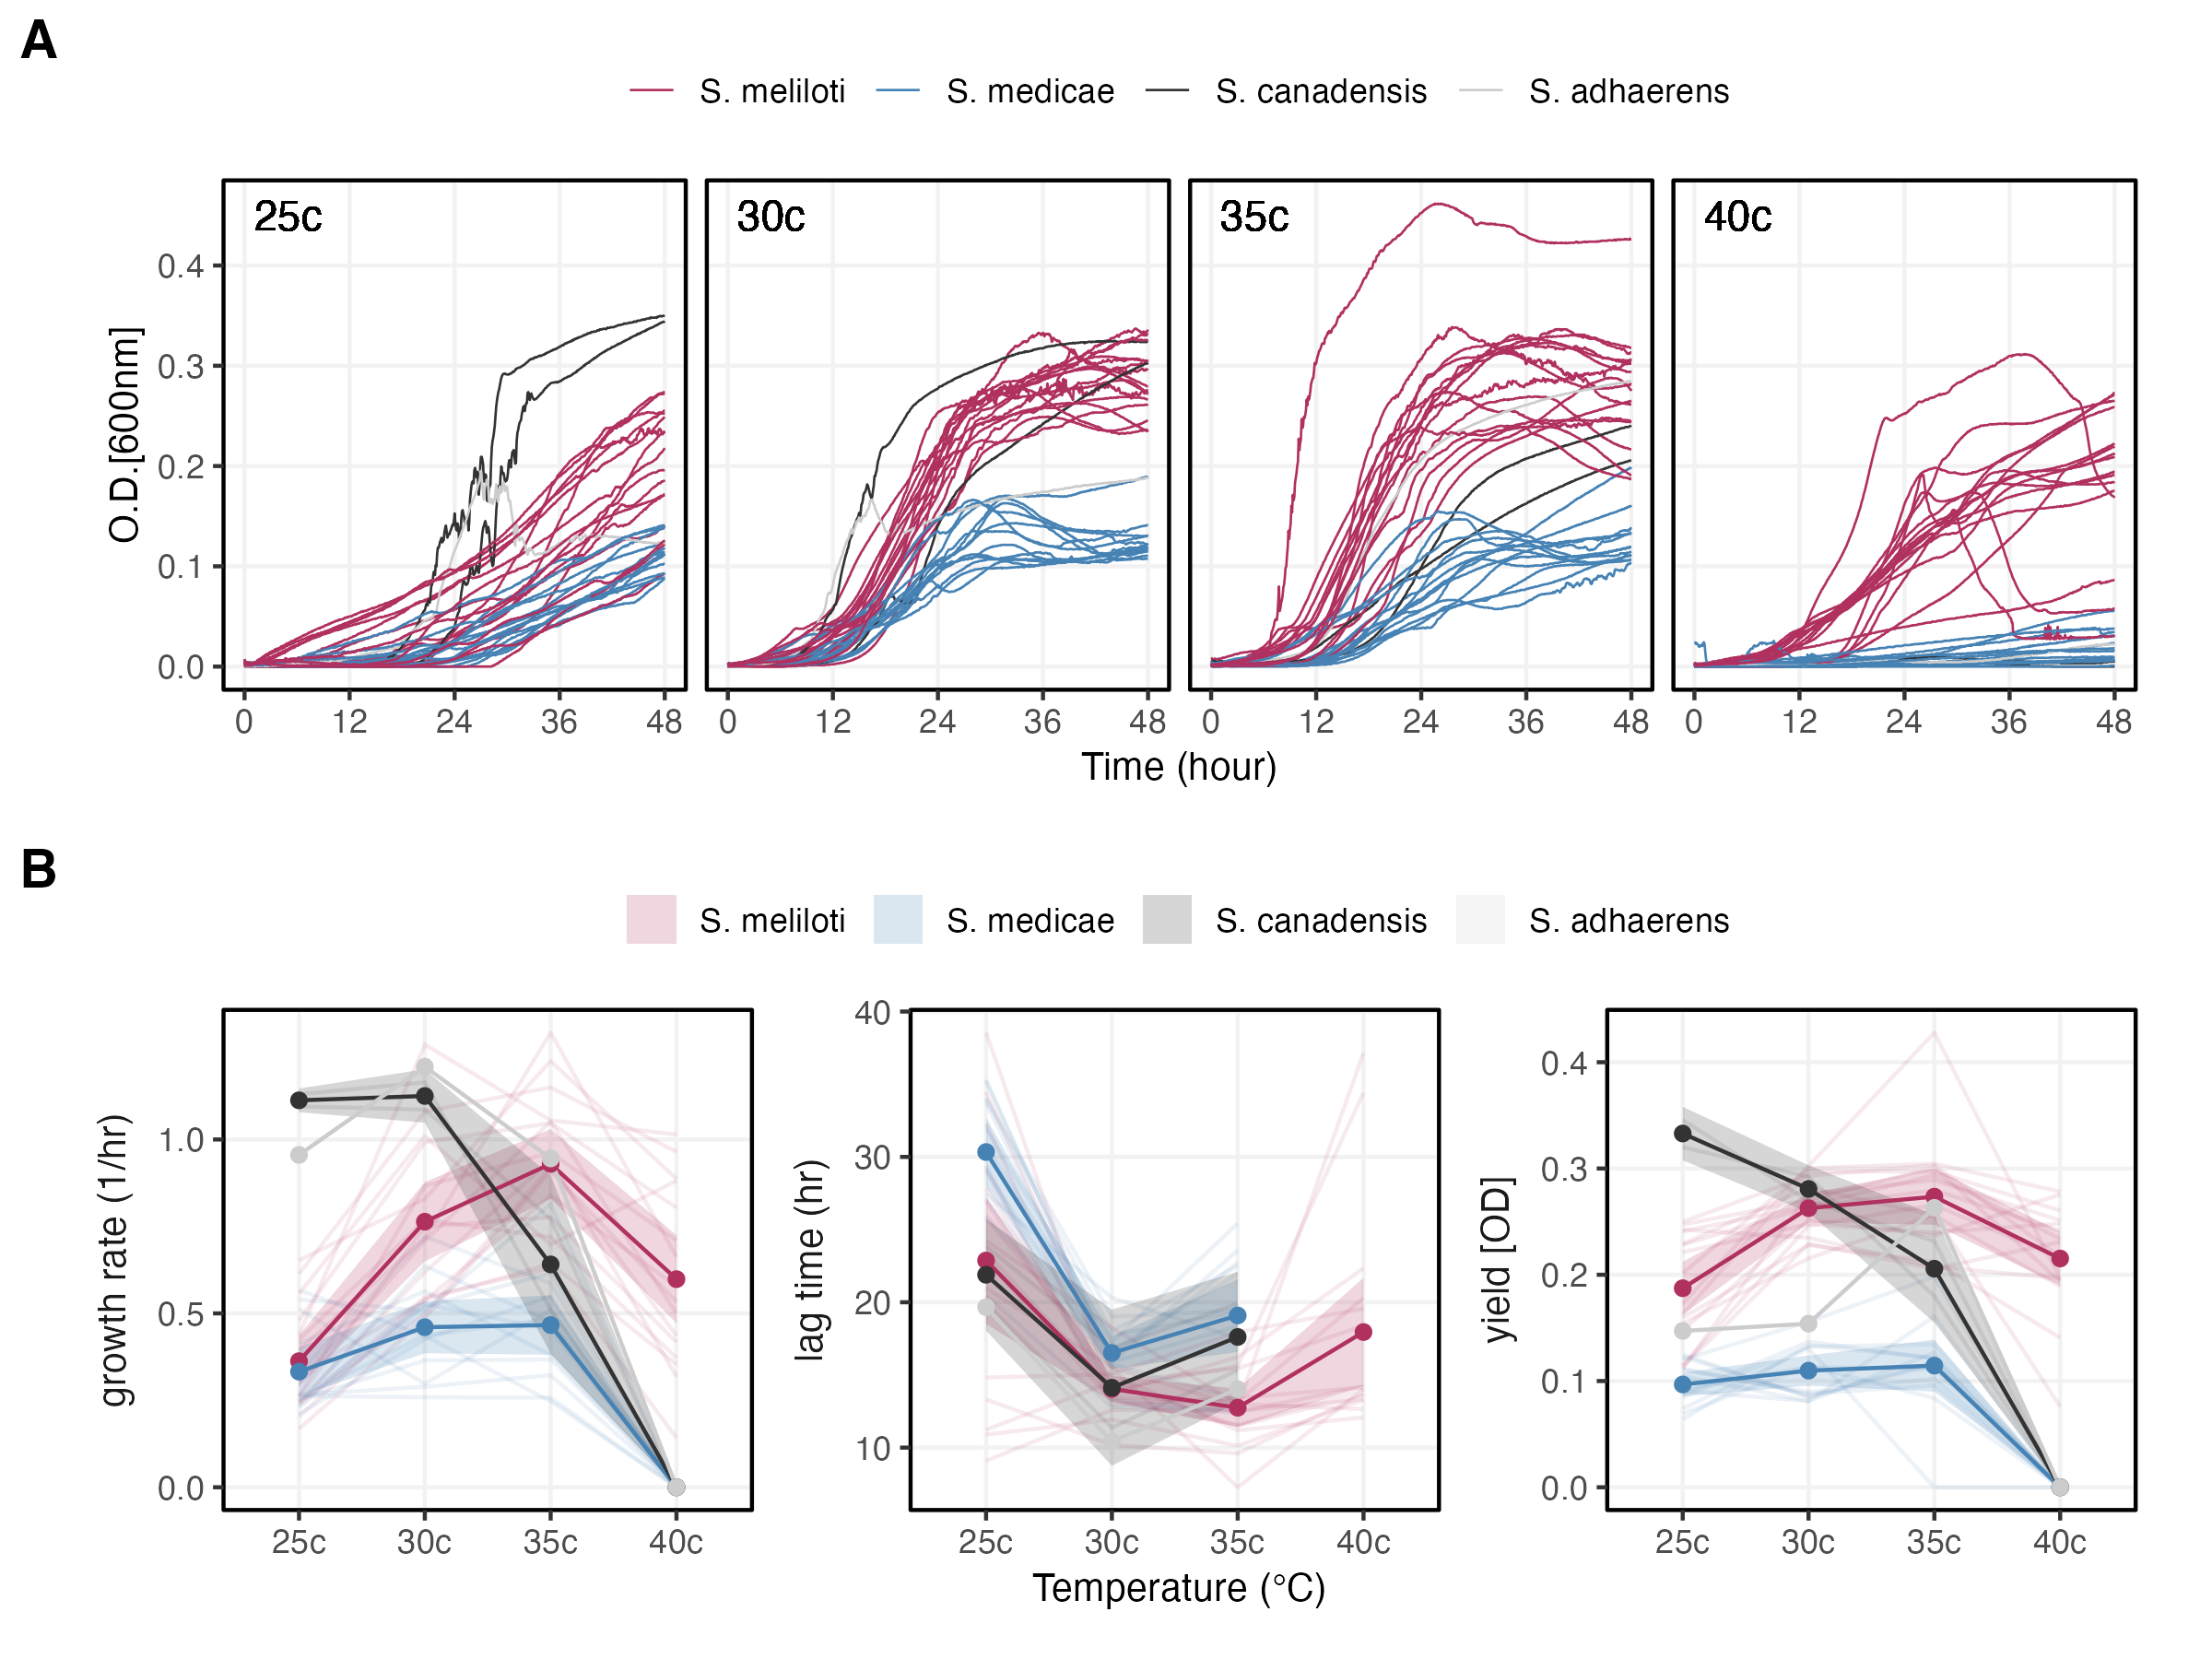 A
S. meliloti S. medicae S. canadensis S. adhaerens
25c 30c 35c 40c
O.D.[600nm]
0.4
0.3
0.2
0.1
0.0
0 12 24 36 48 0 12 24 36 48 0 12 24 36 48 0 12 24 36 48
Time (hour)
B
S. meliloti S. medicae S. canadensis S. adhaerens
growth rate (1/hr)
1.0
0.5
0.0
25c 30c 35c 40c
lag time (hr)
40
30
20
10
25c 30c 35c 40c
yield [OD]
0.4
0.3
0.2
0.1
0.0
25c 30c 35c 40c
Temperature (°C)